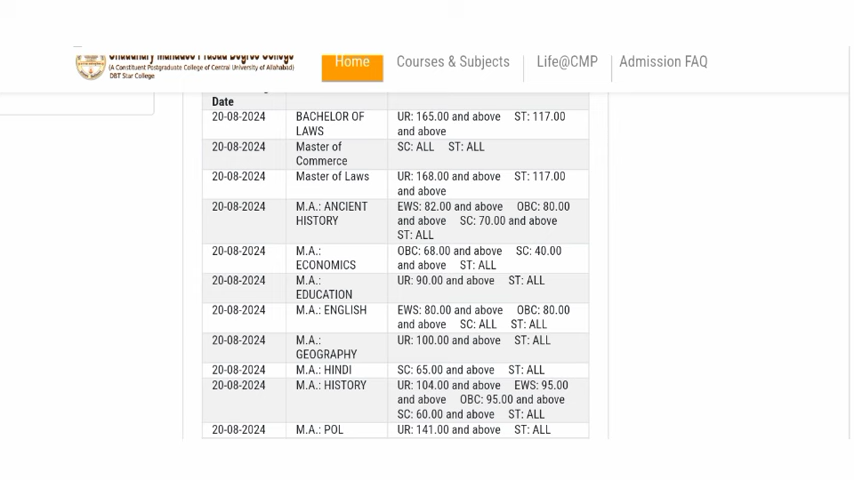 Chaudhary Mahadeo Prasad Degree College
(A Constituent Postgraduate College of Central University of Allahabad)
DBT Star College
Home
Courses & Subjects
Life@CMP
Admission FAQ
Date
20-08-2024 BACHELOR OF LAWS UR: 165.00 and above ST: 117.00 and above
20-08-2024 Master of Commerce SC: ALL ST: ALL
20-08-2024 Master of Laws UR: 168.00 and above ST: 117.00 and above
20-08-2024 M.A.: ANCIENT HISTORY EWS: 82.00 and above OBC: 80.00 and above SC: 70.00 and above ST: ALL
20-08-2024 M.A.: ECONOMICS OBC: 68.00 and above SC: 40.00 and above ST: ALL
20-08-2024 M.A.: EDUCATION UR: 90.00 and above ST: ALL
20-08-2024 M.A.: ENGLISH EWS: 80.00 and above OBC: 80.00 and above SC: ALL ST: ALL
20-08-2024 M.A.: GEOGRAPHY UR: 100.00 and above ST: ALL
20-08-2024 M.A.: HINDI SC: 65.00 and above ST: ALL
20-08-2024 M.A.: HISTORY UR: 104.00 and above EWS: 95.00 and above OBC: 95.00 and above SC: 60.00 and above ST: ALL
20-08-2024 M.A.: POL UR: 141.00 and above ST: ALL